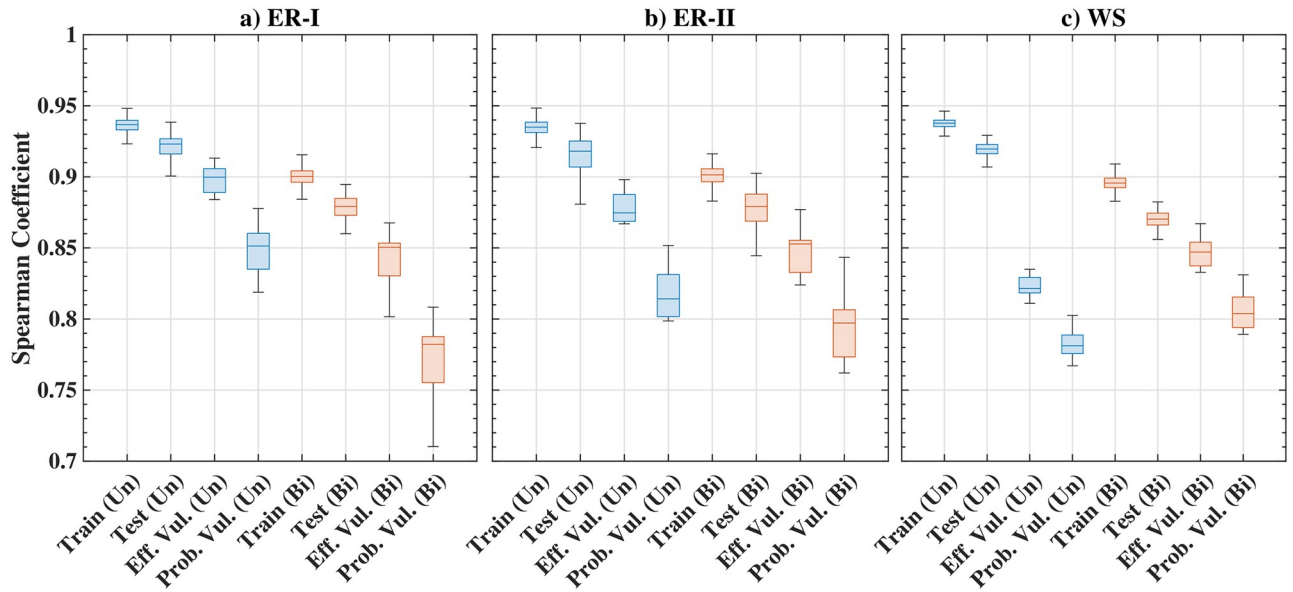 a) ER-I
b) ER-II
c) WS
Spearman Coefficient
1
0.95
0.9
0.85
0.8
0.75
0.7
Train (Un)
Test (Un)
Eff. Vul. (Un)
Prob. Vul. (Un)
Train (Bi)
Test (Bi)
Eff. Vul. (Bi)
Prob. Vul. (Bi)
Train (Un)
Test (Un)
Eff. Vul. (Un)
Prob. Vul. (Un)
Train (Bi)
Test (Bi)
Eff. Vul. (Bi)
Prob. Vul. (Bi)
Train (Un)
Test (Un)
Eff. Vul. (Un)
Prob. Vul. (Un)
Train (Bi)
Test (Bi)
Eff. Vul. (Bi)
Prob. Vul. (Bi)